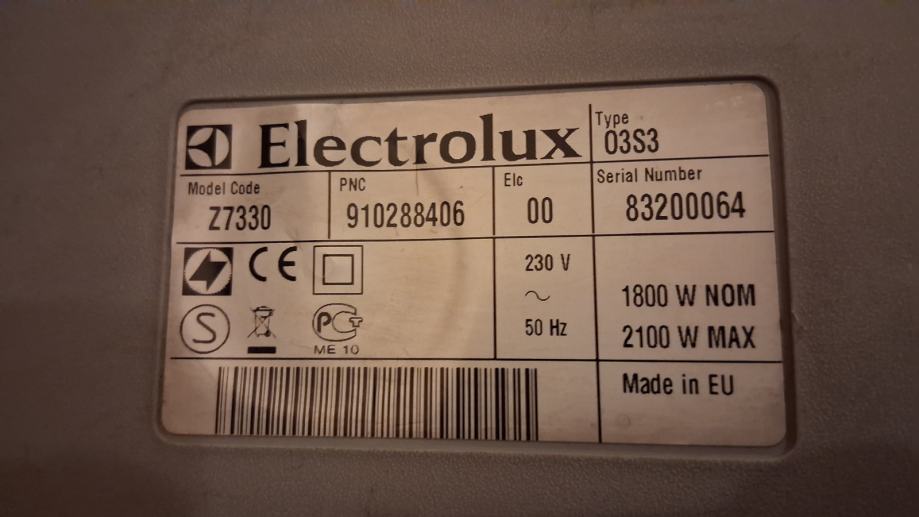 Electrolux
Type
03S3
Model Code
Z7330
PNC
910288406
Elc
00
Serial Number
83200064
CE
S
PCT
ME 10
230 V
~
50 Hz
1800 W NOM
2100 W MAX
Made in EU